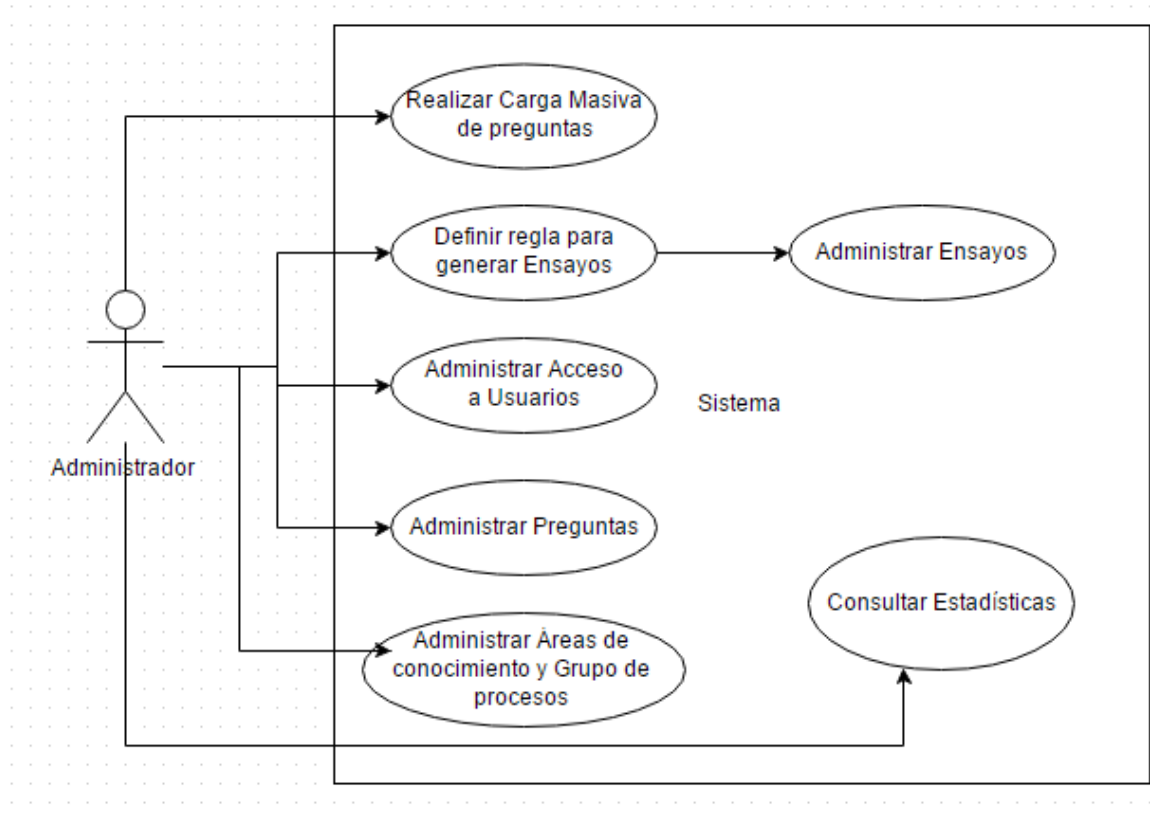 Realizar Carga Masiva
de preguntas
Definir regla para
generar Ensayos
Administrar Ensayos
Administrar Acceso
a Usuarios
Sistema
Administrador
Administrar Preguntas
Consultar Estadísticas
Administrar Áreas de
conocimiento y Grupo de
procesos